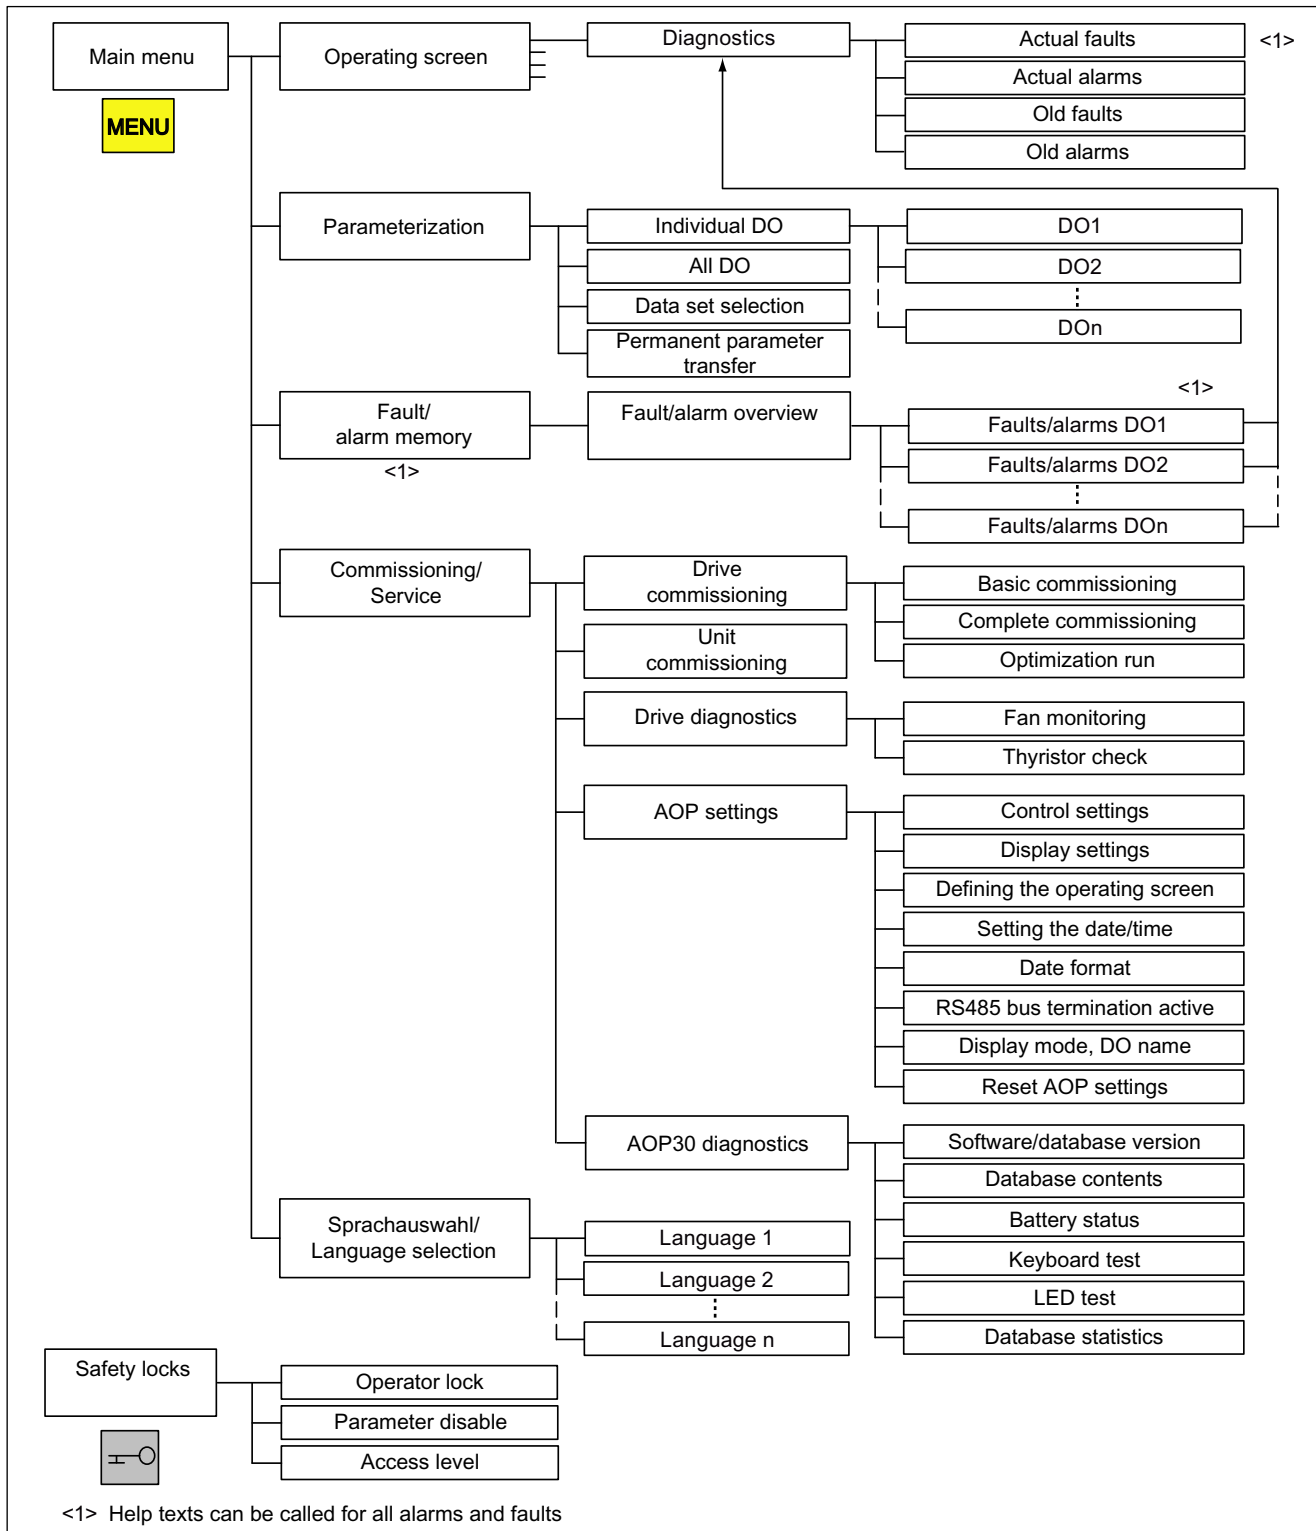 Main menu
MENU
Operating screen
Diagnostics
Actual faults
<1>
Actual alarms
Old faults
Old alarms
Parameterization
Individual DO
All DO
Data set selection
Permanent parameter
transfer
DO1
DO2
DOn
Fault/
alarm memory
<1>
Fault/alarm overview
<1>
Faults/alarms DO1
Faults/alarms DO2
Faults/alarms DOn
Commissioning/
Service
Drive
commissioning
Basic commissioning
Complete commissioning
Optimization run
Unit
commissioning
Drive diagnostics
Fan monitoring
Thyristor check
AOP settings
Control settings
Display settings
Defining the operating screen
Setting the date/time
Date format
RS485 bus termination active
Display mode, DO name
Reset AOP settings
AOP30 diagnostics
Software/database version
Database contents
Battery status
Keyboard test
LED test
Database statistics
Sprachauswahl/
Language selection
Language 1
Language 2
Language n
Safety locks
Operator lock
Parameter disable
Access level
<1> Help texts can be called for all alarms and faults